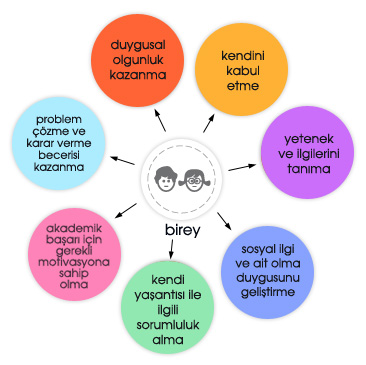 duygusal
olgunluk
kazanma
kendini
kabul
etme
problem
çözme ve
karar verme
becerisi
kazanma
yetenek
ve ilgilerini
tanıma
birey
akademik
başarı için
gerekli
motivasyona
sahip
olma
sosyal ilgi
ve ait olma
duygusunu
geliştirme
kendi
yaşantısı ile
ilgili
sorumluluk
alma